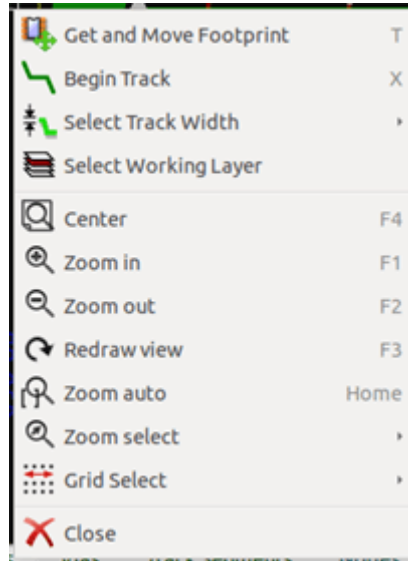 Get and Move Footprint T
Begin Track X
Select Track Width
Select Working Layer
Center F4
Zoom in F1
Zoom out F2
Redraw view F3
Zoom auto Home
Zoom select
Grid Select
Close